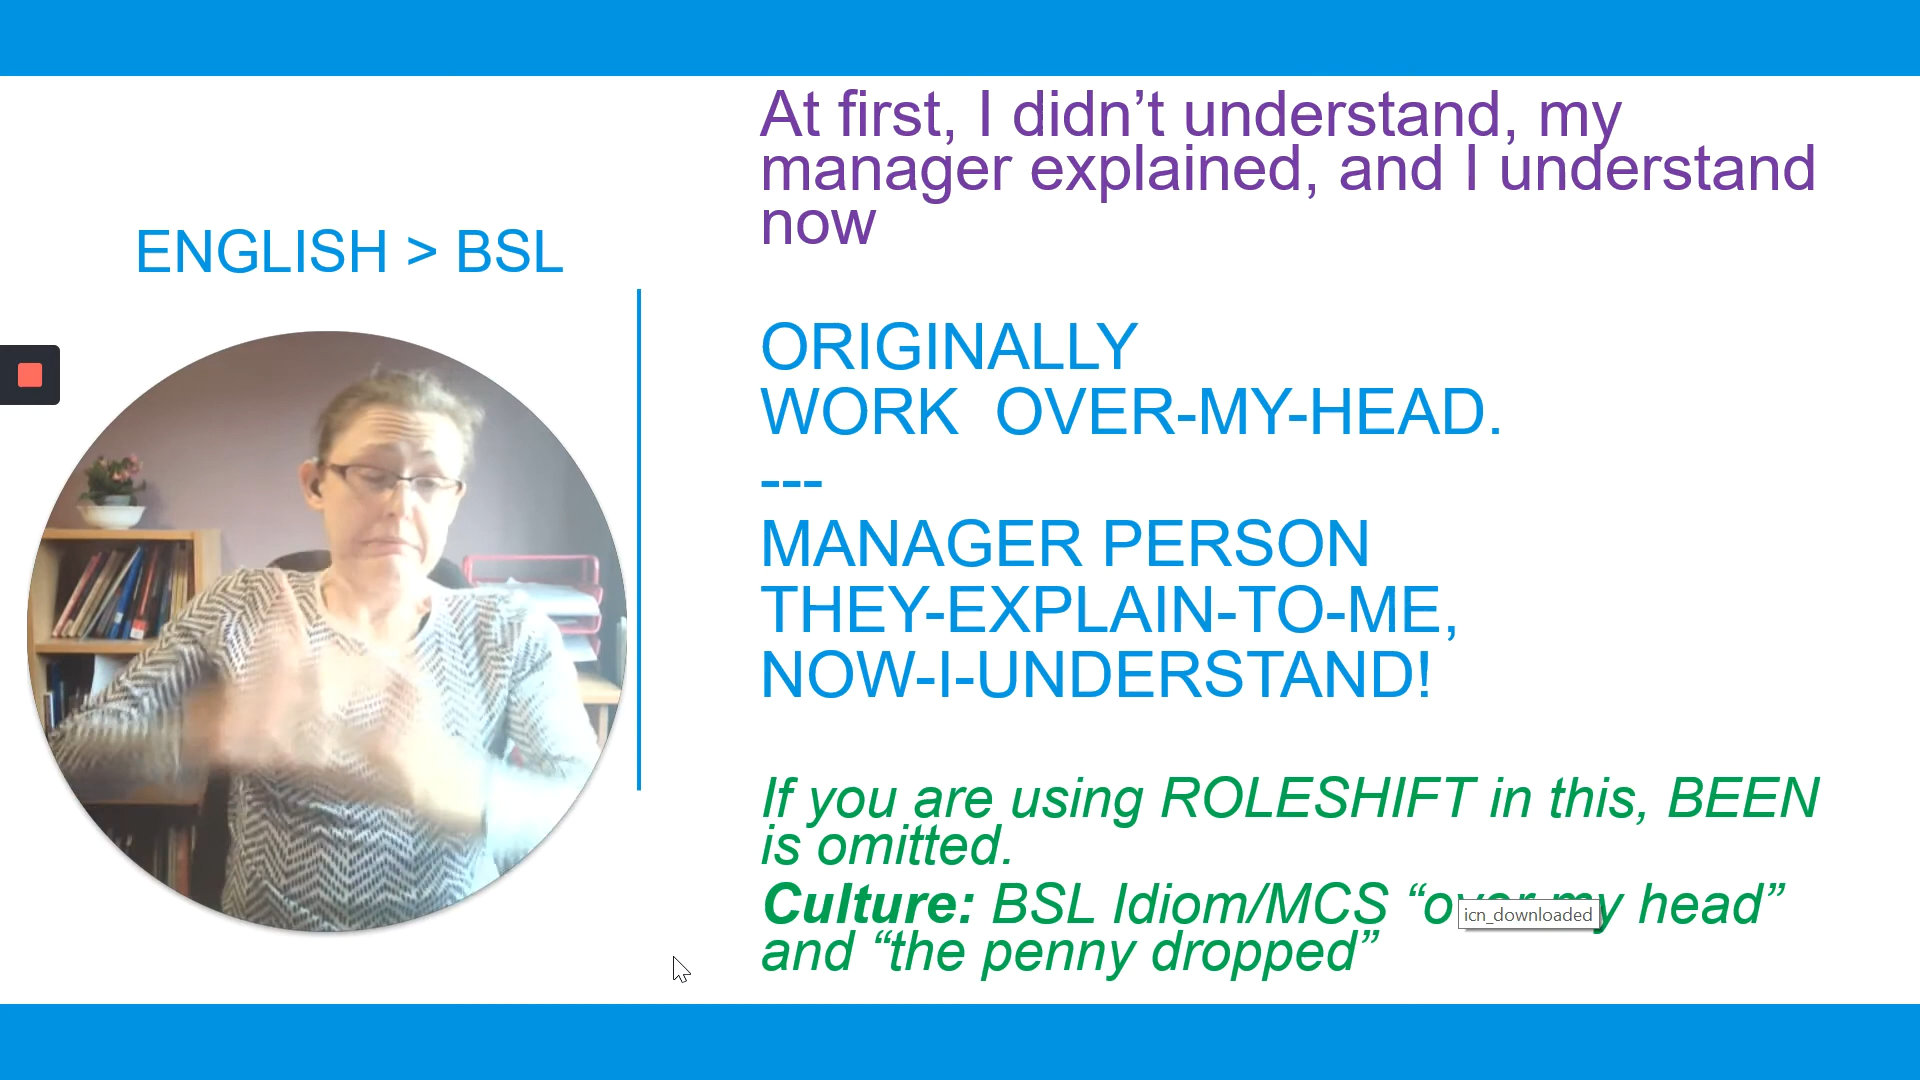 ENGLISH > BSL
At first, I didn’t understand, my
manager explained, and I understand
now
ORIGINALLY
WORK OVER-MY-HEAD.
---
MANAGER PERSON
THEY-EXPLAIN-TO-ME,
NOW-I-UNDERSTAND!
If you are using ROLESHIFT in this, BEEN
is omitted.
Culture: BSL Idiom/MCS “over my head”
and “the penny dropped”
icn_downloaded